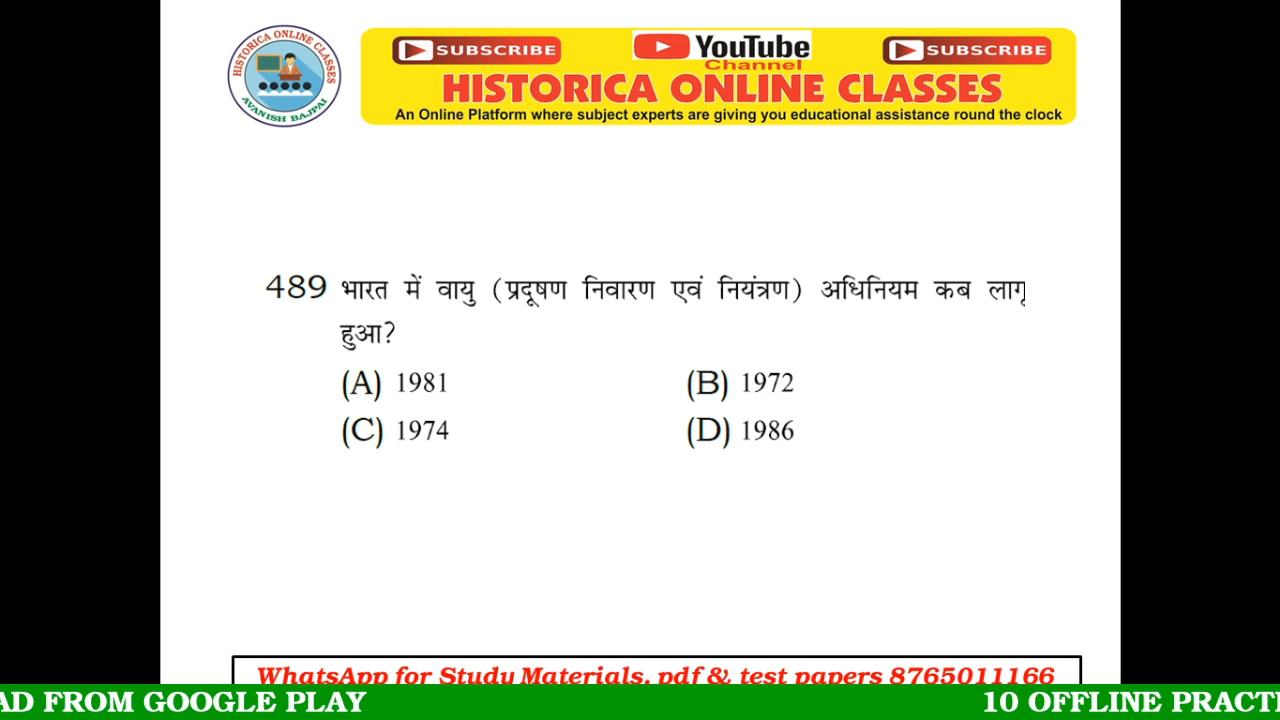 HISTORICA ONLINE CLASSES
AVANISH BAJPAI
SUBSCRIBE
YouTube
SUBSCRIBE
Channel
HISTORICA ONLINE CLASSES
An Online Platform where subject experts are giving you educational assistance round the clock
489 भारत में वायु (प्रदूषण निवारण एवं नियंत्रण) अधिनियम कब लागू
हुआ?
(A) 1981 (B) 1972
(C) 1974 (D) 1986
WhatsApp for Study Materials, pdf & test papers 8765011166
AD FROM GOOGLE PLAY 10 OFFLINE PRACTI